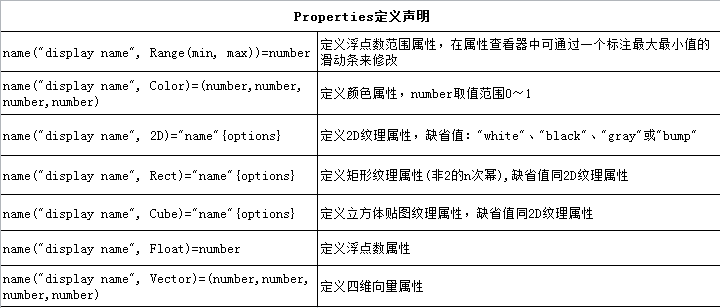 Properties定义声明
name("display name", Range(min, max))=number
定义浮点数范围属性，在属性查看器中可通过一个标注最大最小值的
滑动条来修改
name("display name", Color)=(number,number,
number,number)
定义颜色属性，number取值范围0～1
name("display name", 2D)="name"{options}
定义2D纹理属性，缺省值："white"、"black"、"gray"或"bump"
name("display name", Rect)="name"{options}
定义矩形纹理属性(非2的n次幂),缺省值同2D纹理属性
name("display name", Cube)="name"{options}
定义立方体贴图纹理属性，缺省值同2D纹理属性
name("display name", Float)=number
定义浮点数属性
name("display name", Vector)=(number,number,
number,number)
定义四维向量属性